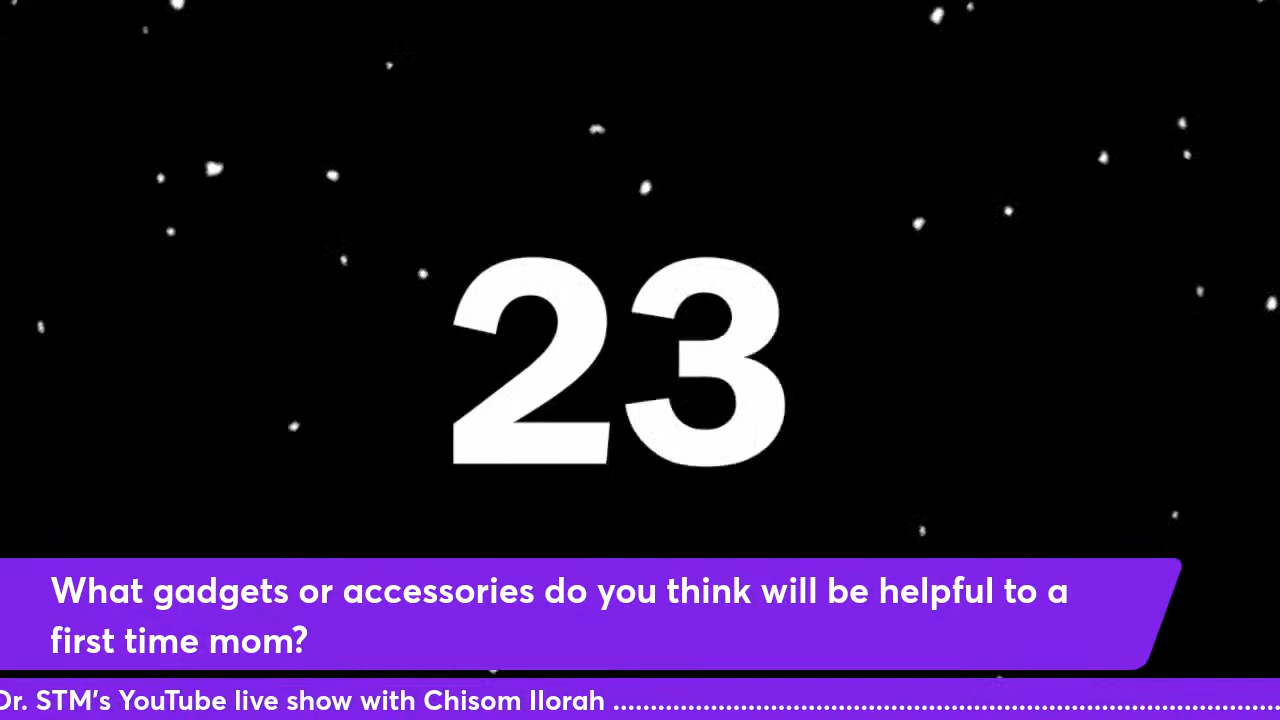 23
What gadgets or accessories do you think will be helpful to a
first time mom?
Dr. STM's YouTube live show with Chisom Ilorah ..........................................................................................